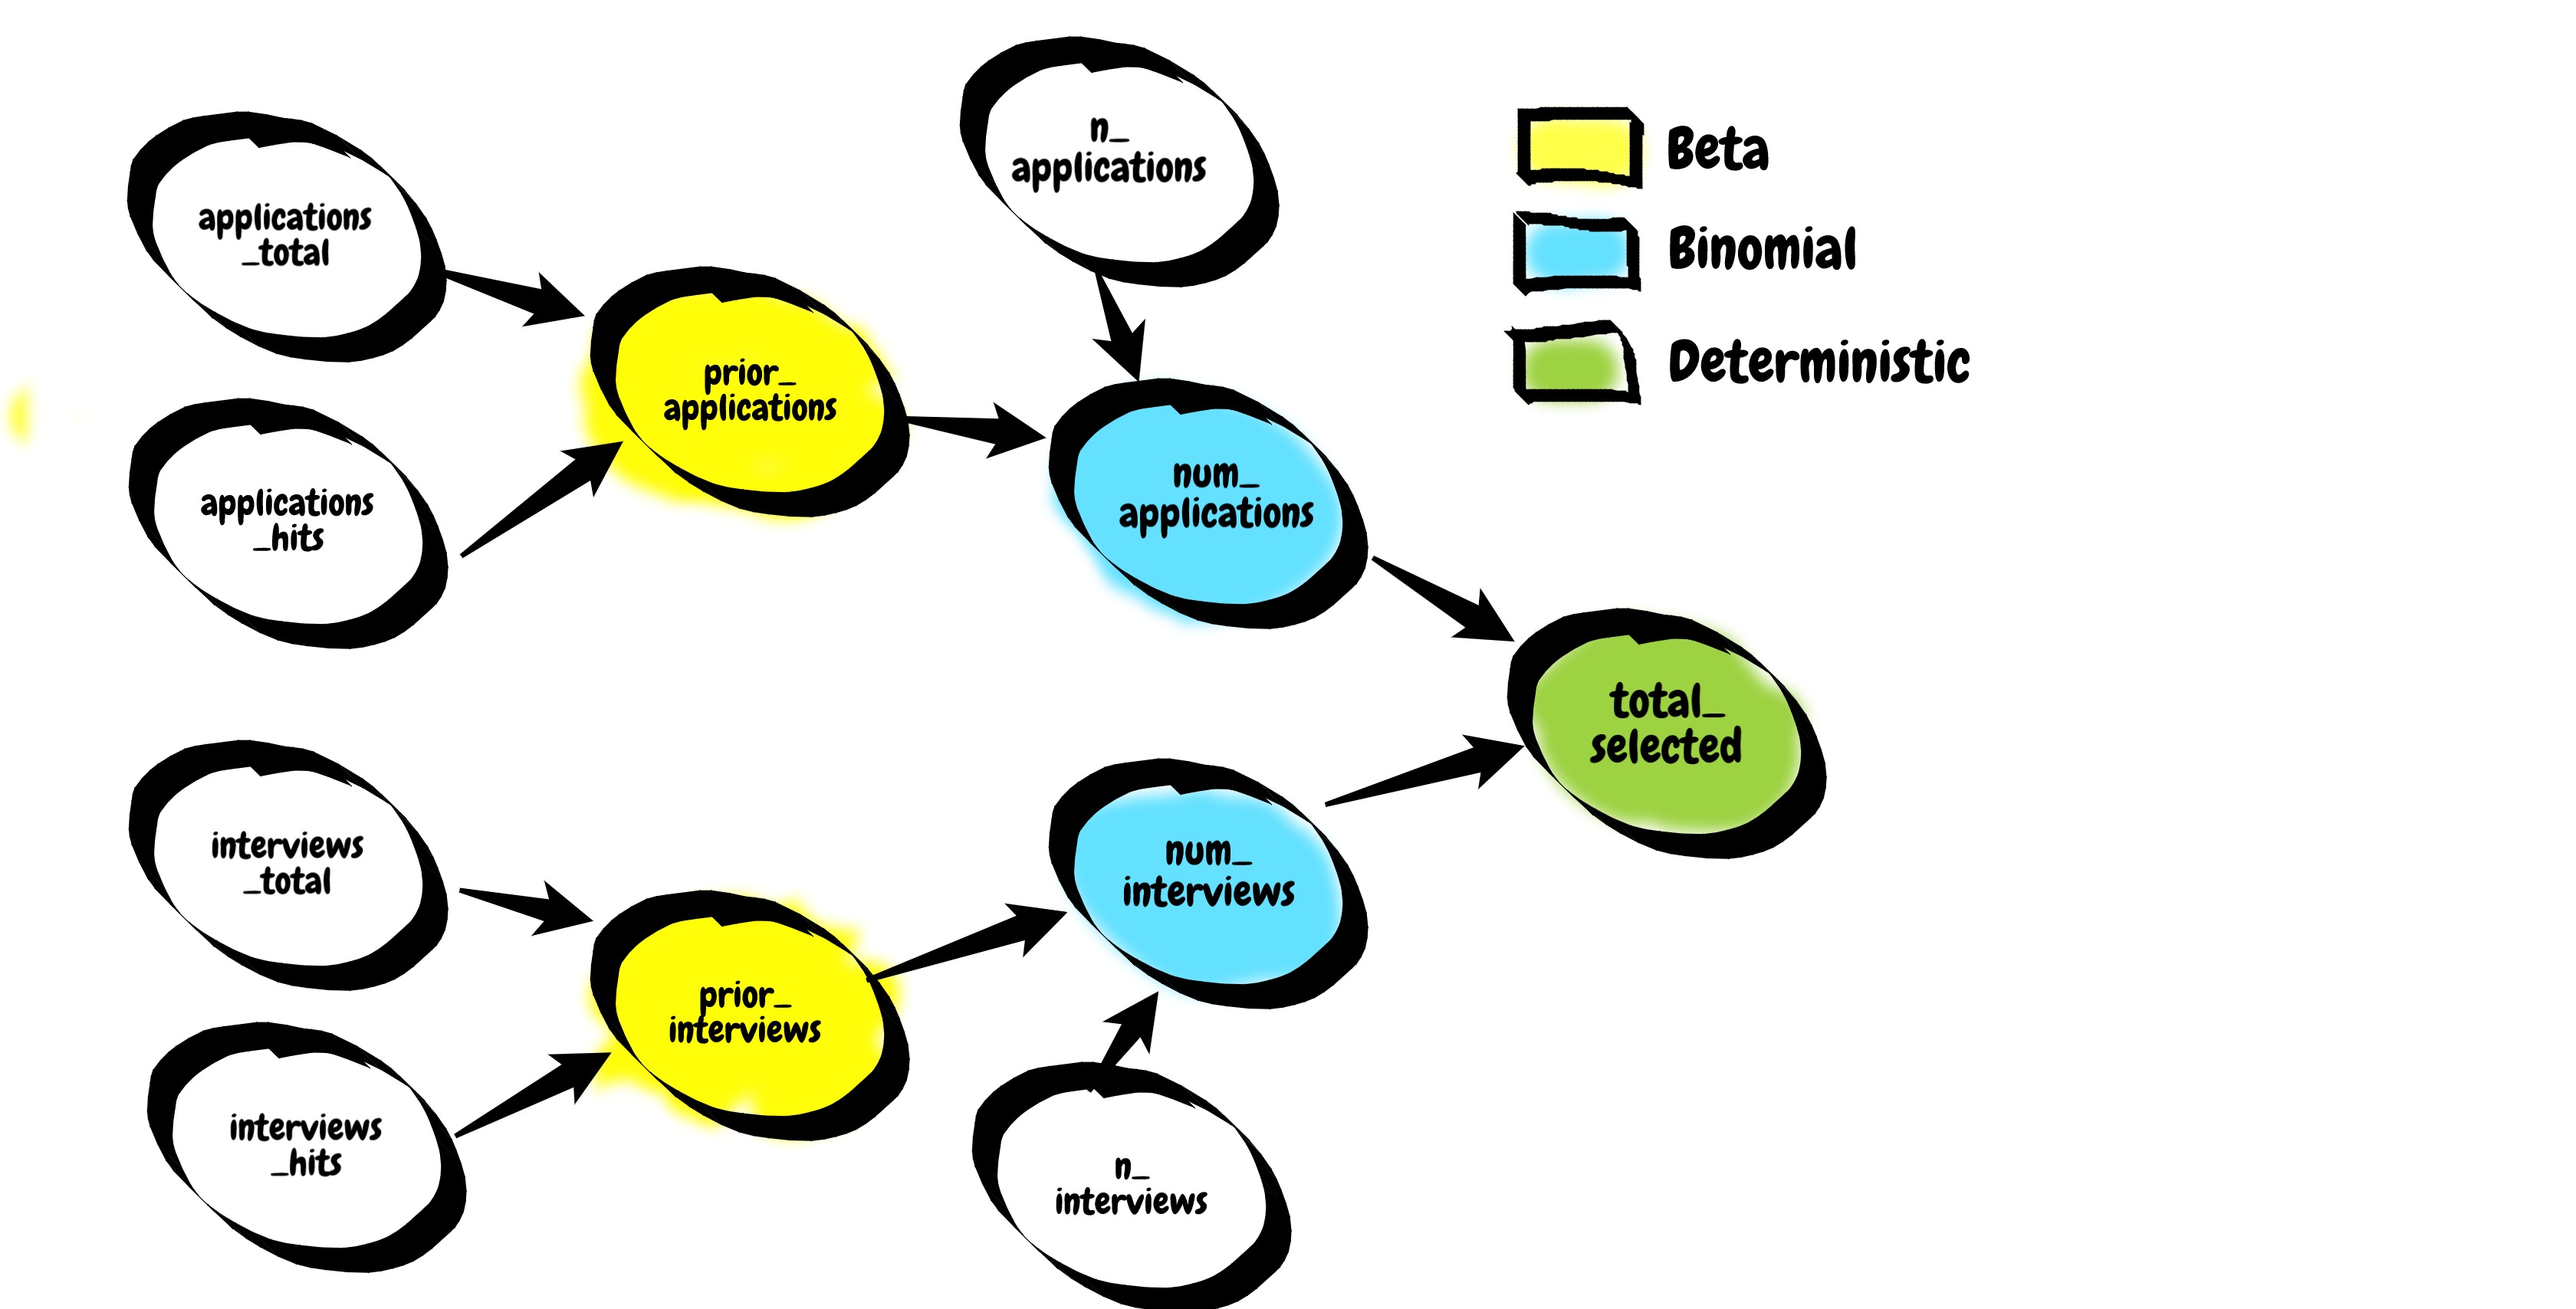 n_
applications
Beta
applications
_total
Binomial
Deterministic
prior_
applications
num_
applications
applications
_hits
total_
selected
interviews
_total
num_
interviews
prior_
interviews
interviews
_hits
n_
interviews